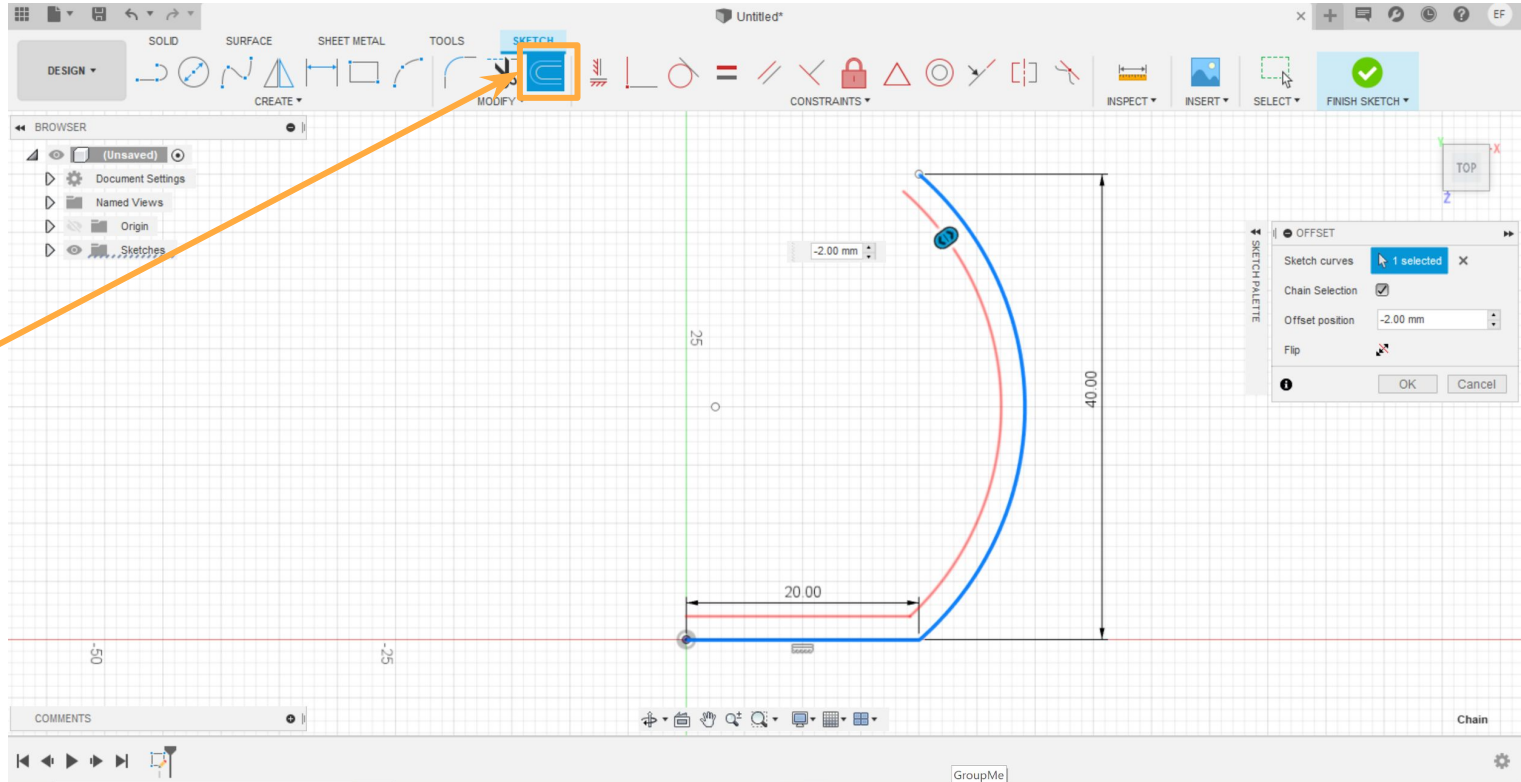 Untitled*
EF
SOLID SURFACE SHEET METAL TOOLS SKETCH
DESIGN
CREATE MODIFY CONSTRAINTS INSPECT INSERT SELECT FINISH SKETCH
BROWSER
(Unsaved)
Document Settings
Named Views
Origin
Sketches
Y
X
TOP
Z
SKETCH PALETTE
OFFSET
Sketch curves 1 selected
Chain Selection
Offset position -2.00 mm
Flip
OK Cancel
-2.00 mm
25
40.00
20.00
-50
-25
COMMENTS
Chain
GroupMe